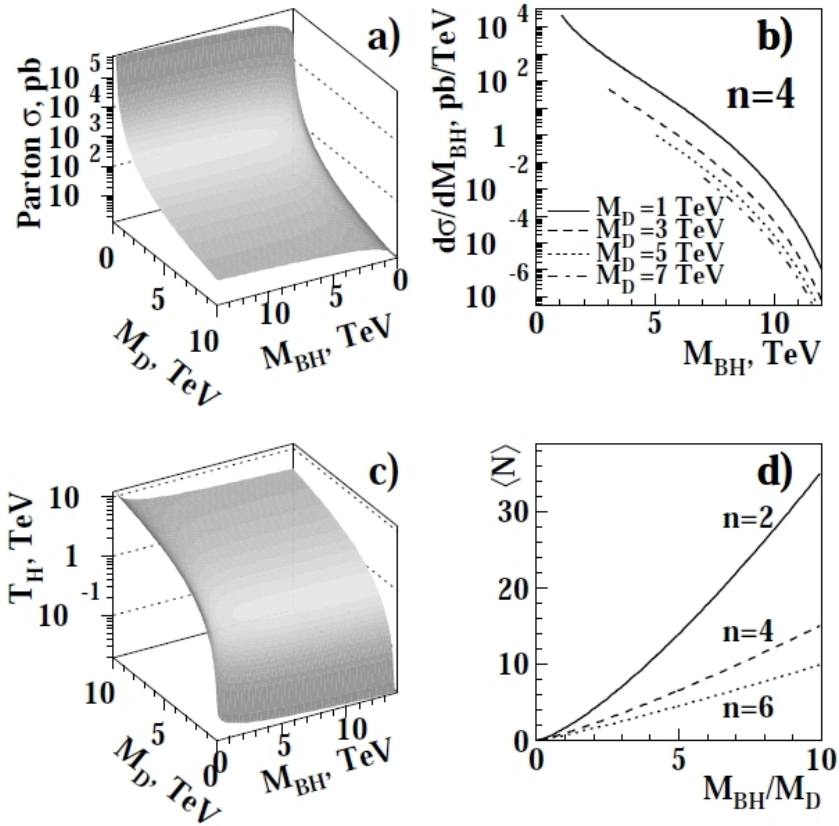 a)
Parton σ, pb
10 5
10 4
10 3
10 2
10
0
5
10
M_D, TeV
10
5
0
M_BH, TeV
b)
n=4
dσ/dM_BH, pb/TeV
10 4
10 2
1
10 -2
10 -4
10 -6
M_D=1 TeV
M_D=3 TeV
M_D=5 TeV
M_D=7 TeV
0
5
10
M_BH, TeV
c)
T_H, TeV
10
1
10 -1
10
5
0
M_D, TeV
0
5
10
M_BH, TeV
d)
⟨N⟩
30
20
10
0
n=2
n=4
n=6
0
5
10
M_BH/M_D